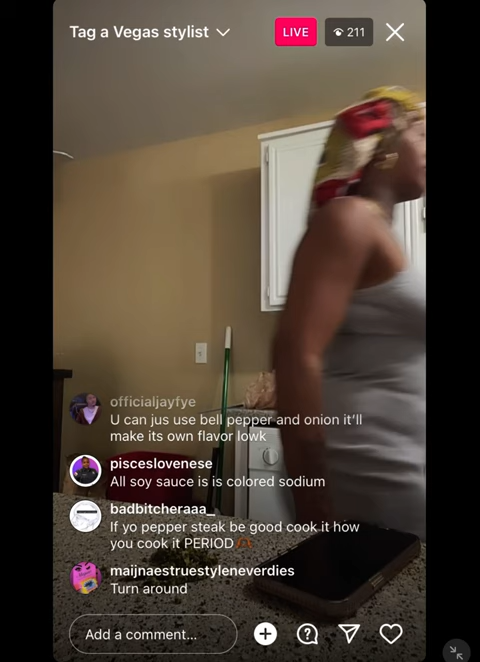 Tag a Vegas stylist
LIVE
211
officialjayfye
U can jus use bell pepper and onion it'll
make its own flavor lowk
pisceslovenese
All soy sauce is is colored sodium
badbitcheraaa_
If yo pepper steak be good cook it how
you cook it PERIOD💢
maijnaestruestyleneverdies
Turn around
Add a comment...